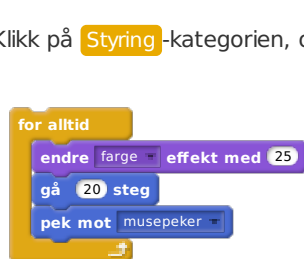 Klikk på Styring -kategorien, 
for alltid
endre farge effekt med 25
gå 20 steg
pek mot musepeker